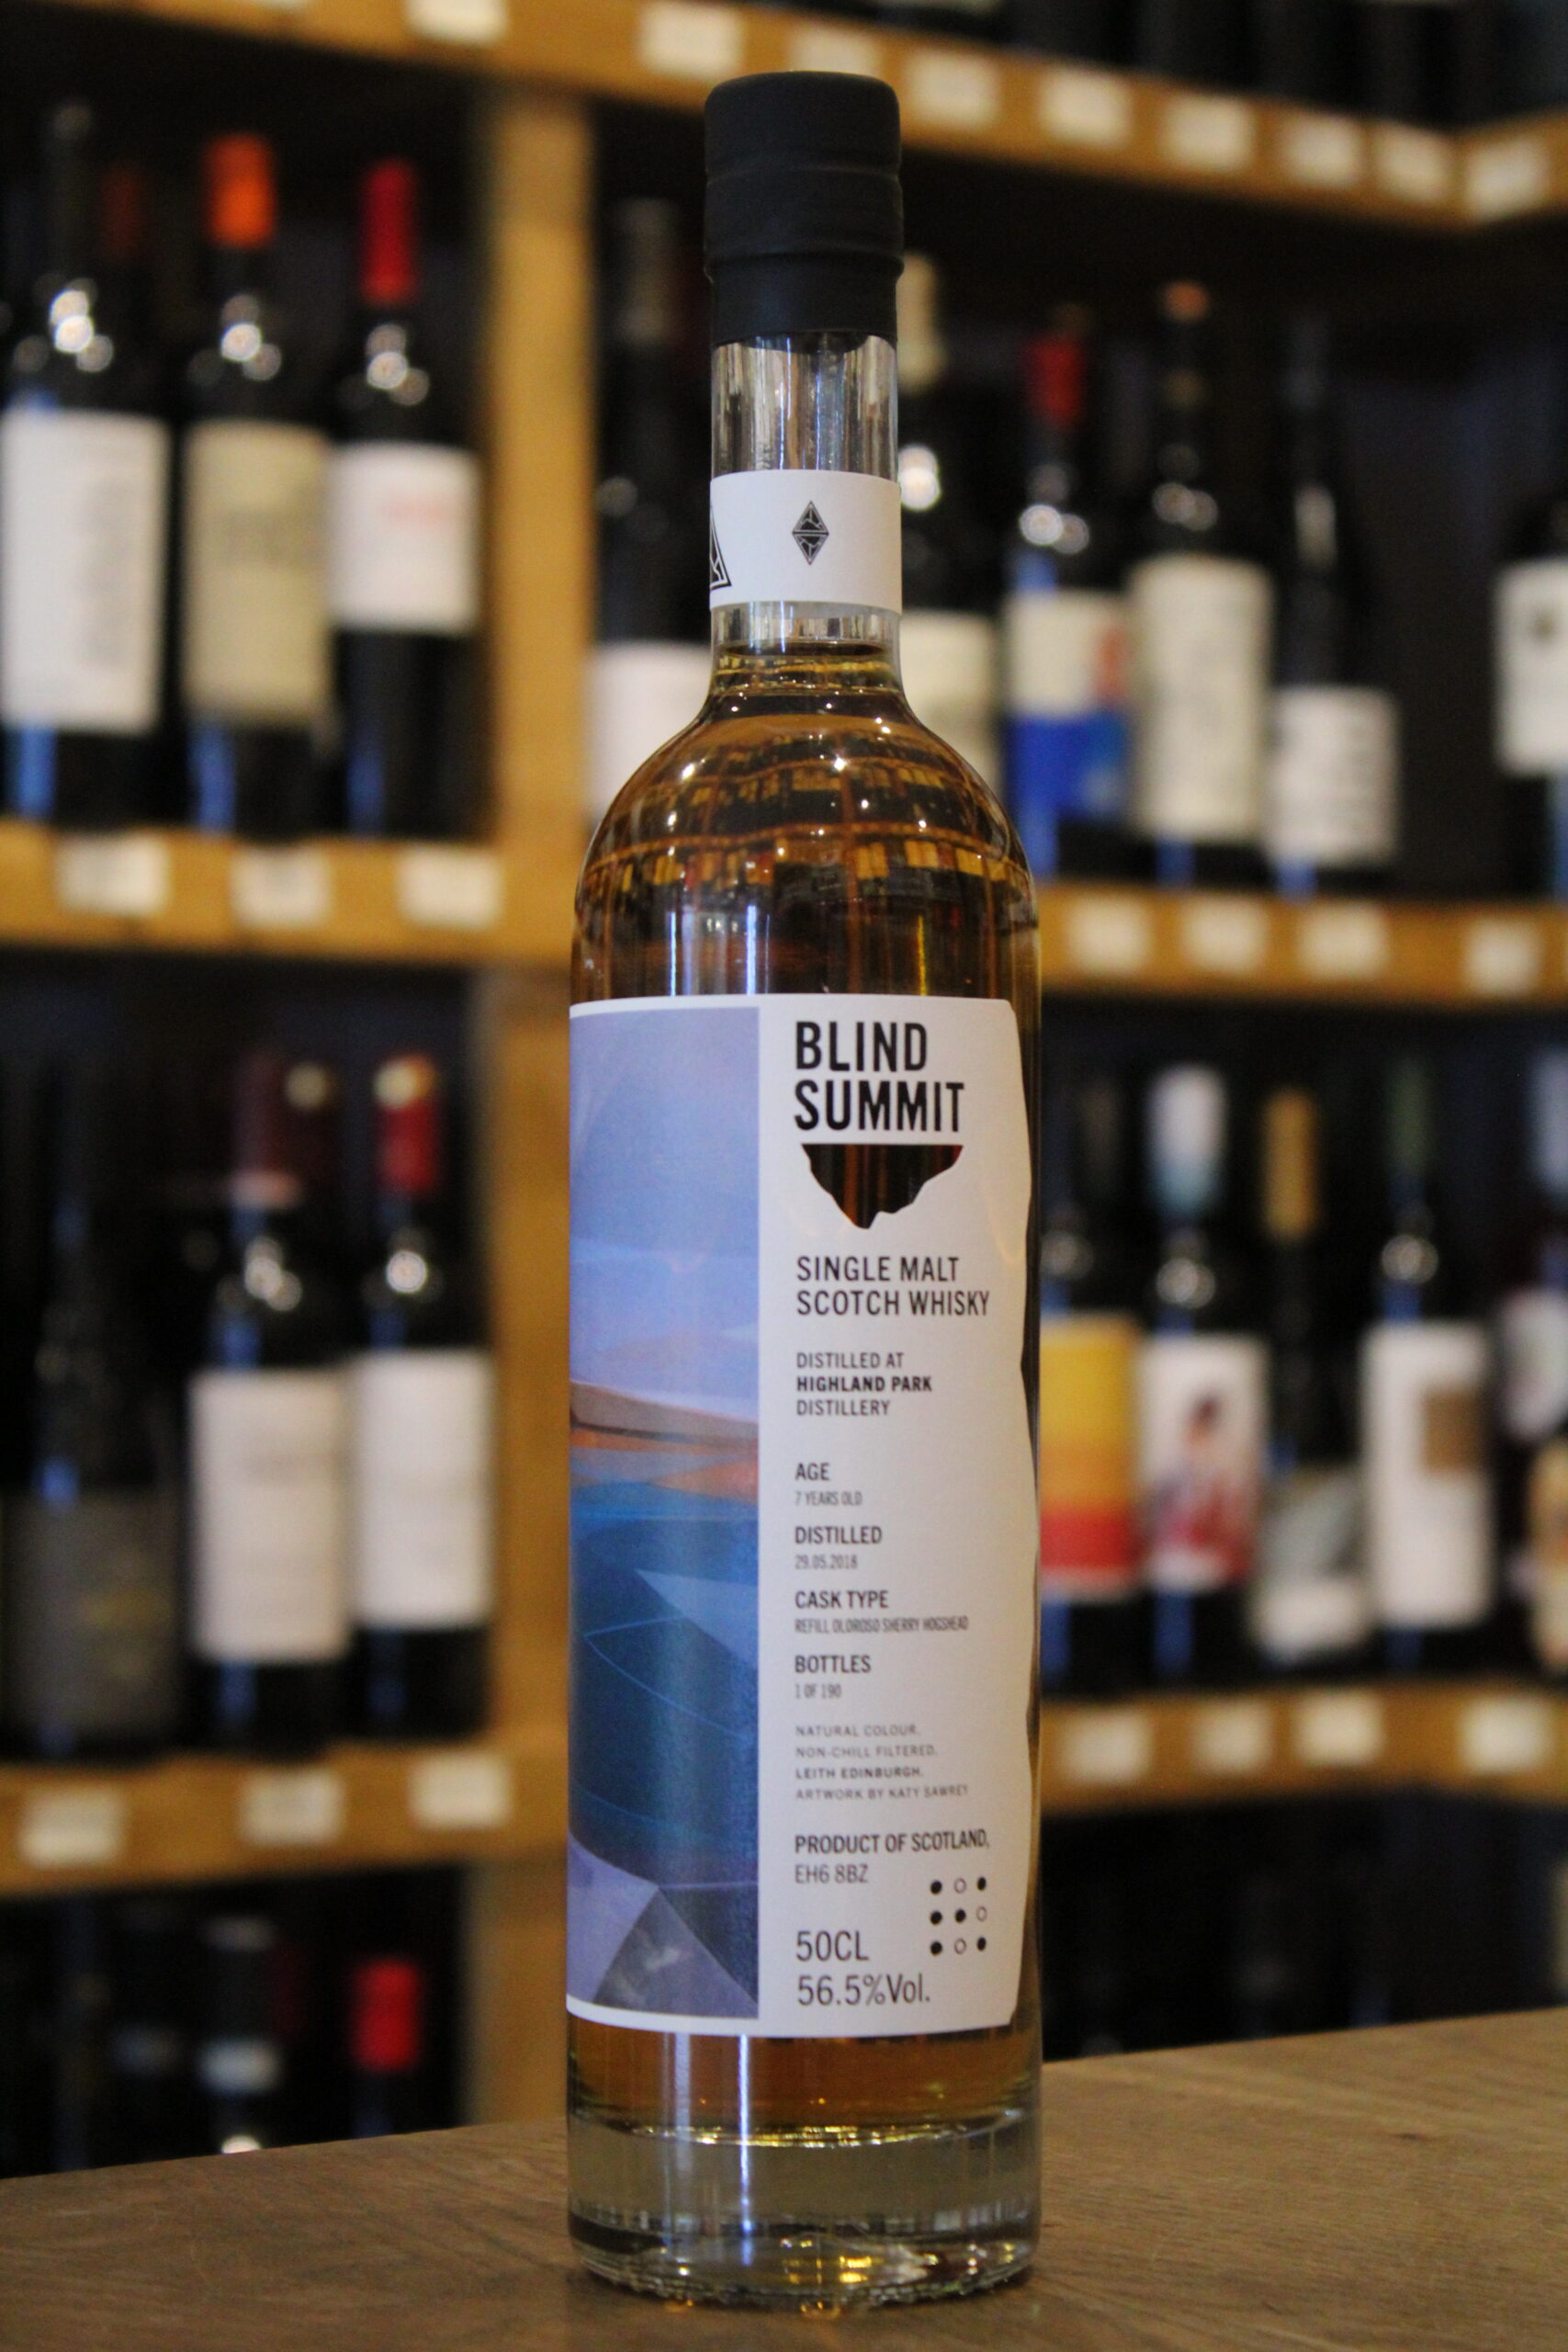 BLIND
SUMMIT
SINGLE MALT
SCOTCH WHISKY
DISTILLED AT
HIGHLAND PARK
DISTILLERY
AGE
7 YEARS OLD
DISTILLED
29.05.2018
CASK TYPE
REFILL OLOROSO SHERRY HOGSHEAD
BOTTLES
1 OF 190
NATURAL COLOUR.
NON-CHILL FILTERED.
LEITH EDINBURGH.
ARTWORK BY KATY SAWREY
PRODUCT OF SCOTLAND,
EH6 8BZ
50CL
56.5%Vol.